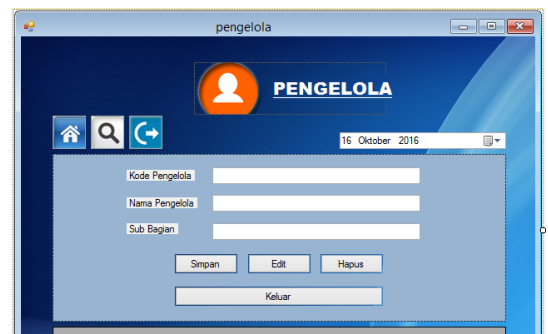 pengelola
PENGELOLA
16 Oktober 2016
Kode Pengelola
Nama Pengelola
Sub Bagian
Simpan Edit Hapus
Keluar